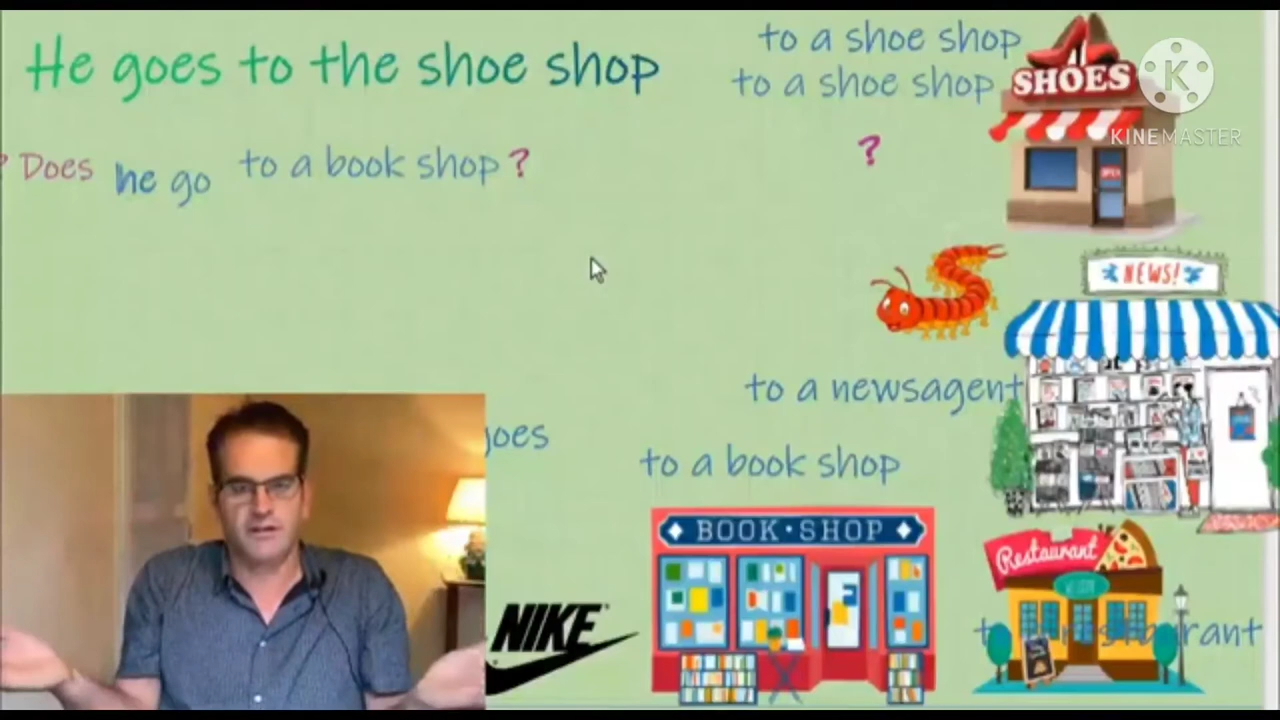 He goes to the shoe shop
to a shoe shop
to a shoe shop
SHOES
K
KINEMASTER
? Does he go to a book shop ?
?
NEWS!
to a newsagent
goes
to a book shop
BOOK · SHOP
Restaurant
NIKE
restaurant